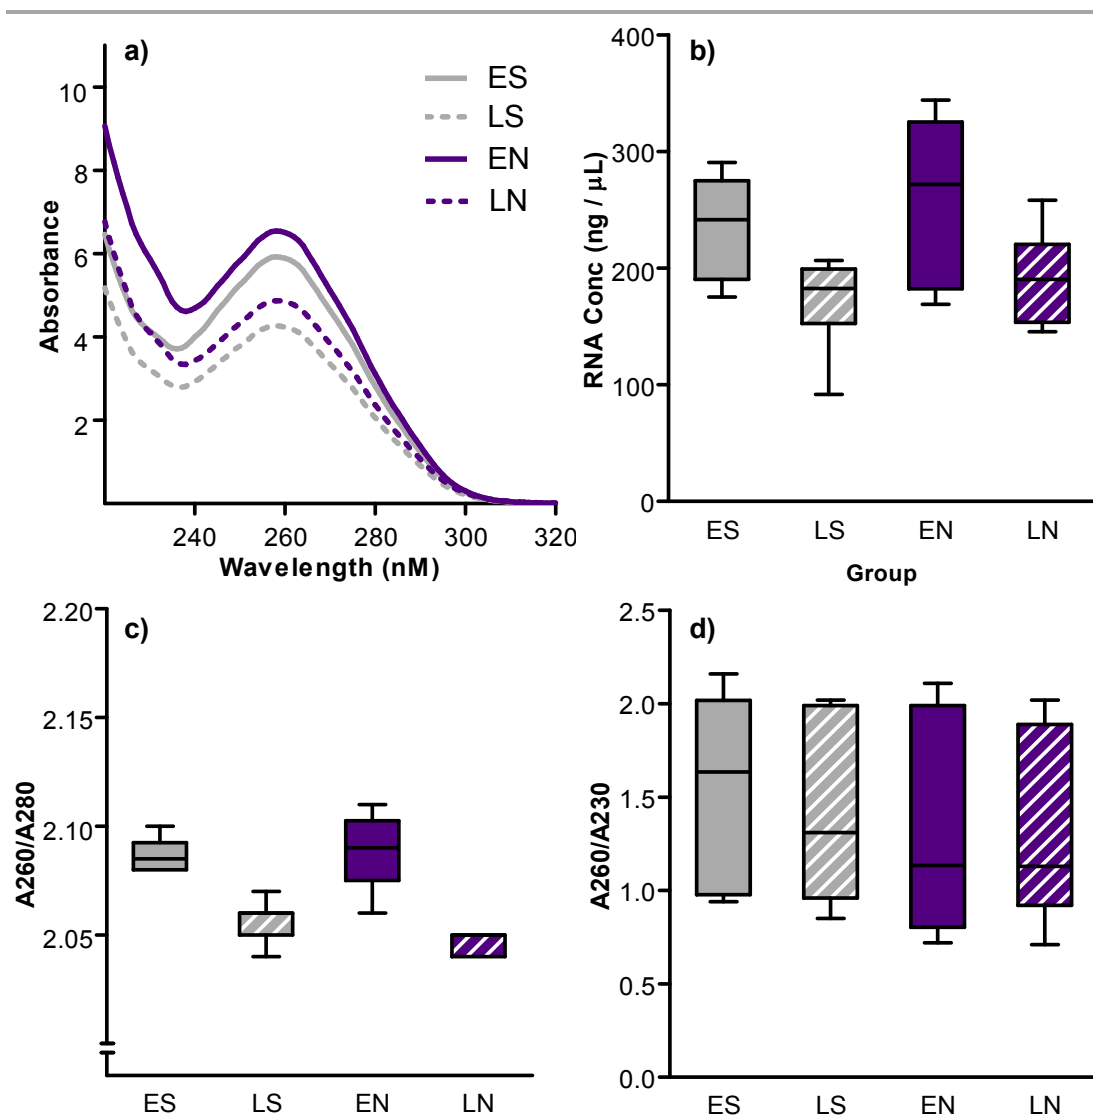 a)
ES
LS
EN
LN
10
8
6
4
2
Absorbance
240 260 280 300 320
Wavelength (nM)
b)
400
300
200
100
0
RNA Conc (ng / μL)
ES LS EN LN
Group
c)
2.20
2.15
2.10
2.05
A260/A280
ES LS EN LN
d)
2.5
2.0
1.5
1.0
0.5
0.0
A260/A230
ES LS EN LN